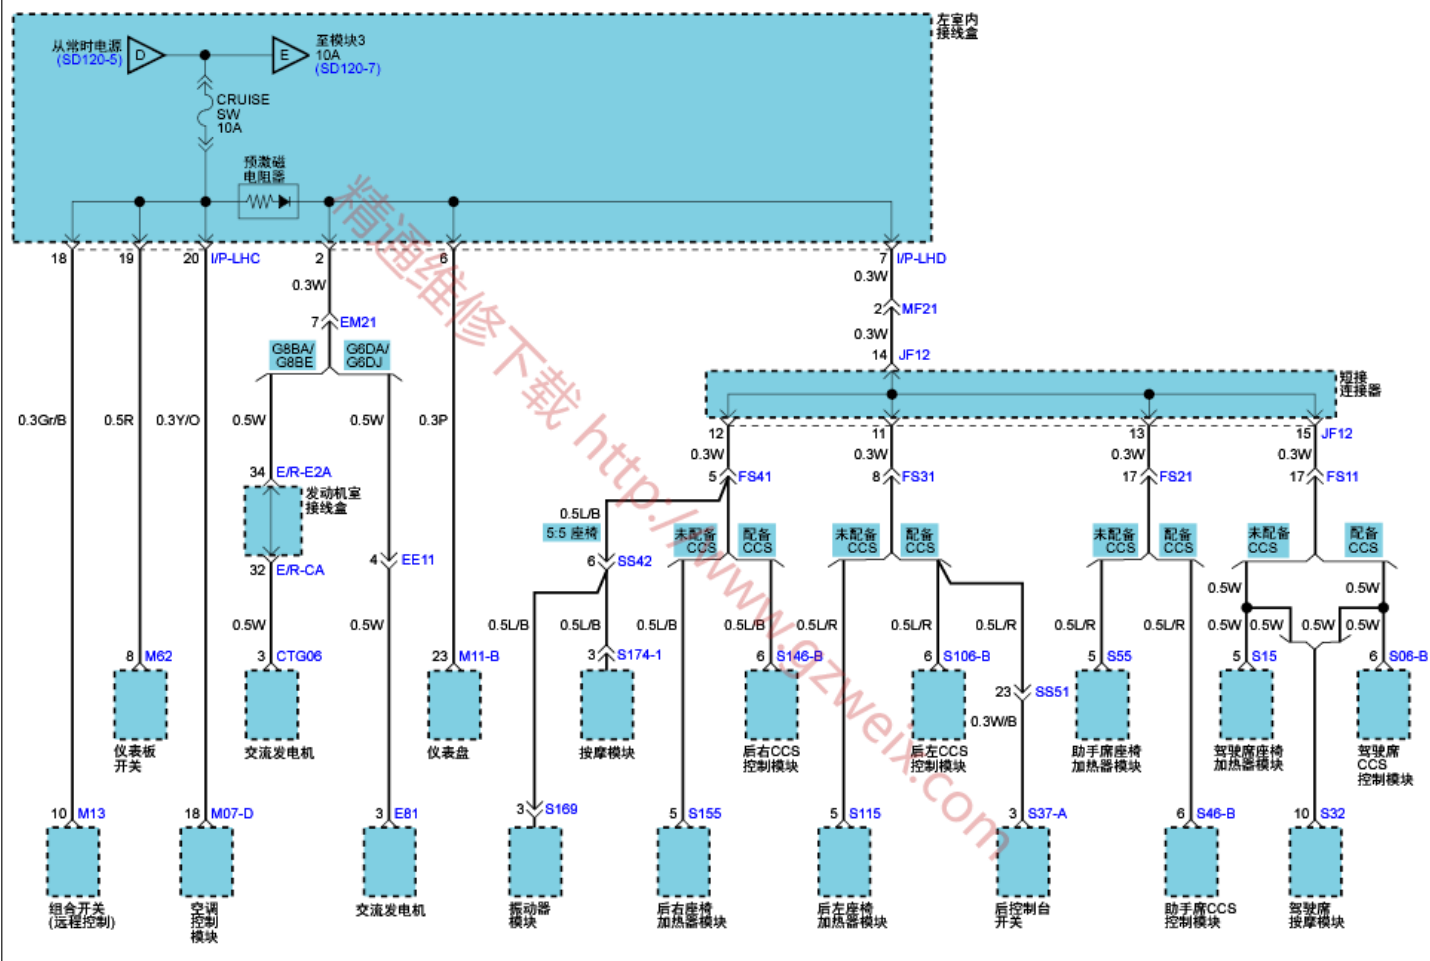 左室内
接线盒
从常时电源
(SD120-5)
D
E
至模块3
10A
(SD120-7)
CRUISE
SW
10A
预激磁
电阻器
18
19
20
I/P-LHC
2
6
7
I/P-LHD
0.3W
0.3W
2
MF21
7
EM21
0.3W
14
JF12
G8BA/
G8BE
G6DA/
G6DJ
短接
连接器
0.3Gr/B
0.5R
0.3Y/O
0.5W
0.5W
0.3P
12
11
13
15
JF12
0.3W
0.3W
0.3W
0.3W
34
E/R-E2A
5
FS41
8
FS31
17
FS21
17
FS11
发动机室
接线盒
0.5L/B
5:5 座椅
未配备
CCS
配备
CCS
未配备
CCS
配备
CCS
未配备
CCS
配备
CCS
未配备
CCS
配备
CCS
32
E/R-CA
4
EE11
6
SS42
0.5W
0.5W
0.5W
0.5W
0.5L/B
0.5L/B
0.5L/B
0.5L/B
0.5L/R
0.5L/R
0.5L/R
0.5L/R
0.5L/R
0.5W
0.5W
0.5W
0.5W
8
M62
3
CTG06
23
M11-B
3
S174-1
6
S146-B
6
S106-B
5
S55
5
S15
6
S06-B
23
SS51
0.3W/B
仪表板
开关
交流发电机
仪表盘
按摩模块
后右CCS
控制模块
后左CCS
控制模块
助手席座椅
加热器模块
驾驶席座椅
加热器模块
驾驶席
CCS
控制模块
10
M13
18
M07-D
3
E81
3
S169
5
S155
5
S115
3
S37-A
6
S46-B
10
S32
组合开关
(远程控制)
空调
控制
模块
交流发电机
振动器
模块
后右座椅
加热器模块
后左座椅
加热器模块
后控制台
开关
助手席CCS
控制模块
驾驶席
按摩模块
精通维修下载 http://www.gzweix.com